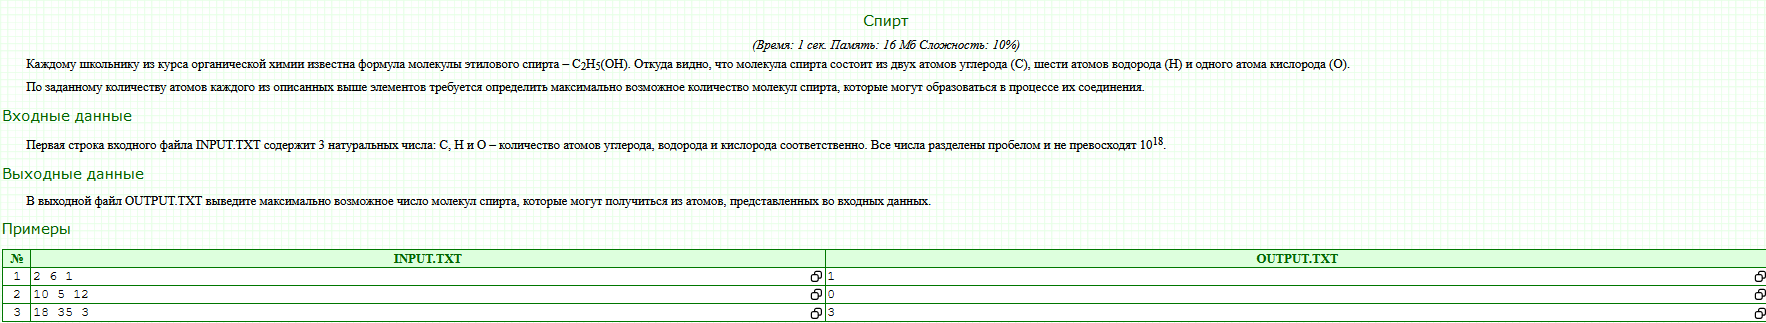 Спирт
(Время: 1 сек. Память: 16 Мб Сложность: 10%)
Каждому школьнику из курса органической химии известна формула молекулы этилового спирта – C2H5(OH). Откуда видно, что молекула спирта состоит из двух атомов углерода (C), шести атомов водорода (H) и одного атома кислорода (O).
По заданному количеству атомов каждого из описанных выше элементов требуется определить максимально возможное количество молекул спирта, которые могут образоваться в процессе их соединения.
Входные данные
Первая строка входного файла INPUT.TXT содержит 3 натуральных числа: C, H и O – количество атомов углерода, водорода и кислорода соответственно. Все числа разделены пробелом и не превосходят 10^18.
Выходные данные
В выходной файл OUTPUT.TXT выведите максимально возможное число молекул спирта, которые могут получиться из атомов, представленных во входных данных.
Примеры
№ INPUT.TXT OUTPUT.TXT
1 2 6 1 1
2 10 5 12 0
3 18 35 3 3